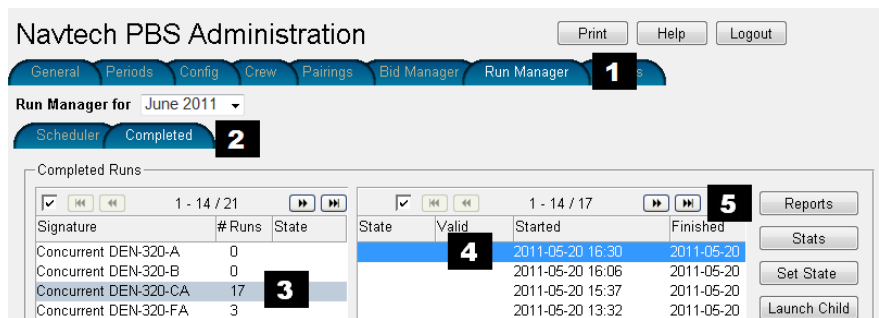 Navtech PBS Administration Print Help Logout
General Periods Config Crew Pairings Bid Manager Run Manager 1 s
Run Manager for June 2011
Scheduler Completed 2
Completed Runs
1 - 14 / 21 1 - 14 / 17 5 Reports
Signature # Runs State State Valid Started Finished
Stats
Concurrent DEN-320-A 0 4 2011-05-20 16:30 2011-05-20
Concurrent DEN-320-B 0 2011-05-20 16:06 2011-05-20 Set State
Concurrent DEN-320-CA 17 3 2011-05-20 15:37 2011-05-20
Concurrent DEN-320-FA 3 2011-05-20 13:32 2011-05-20 Launch Child